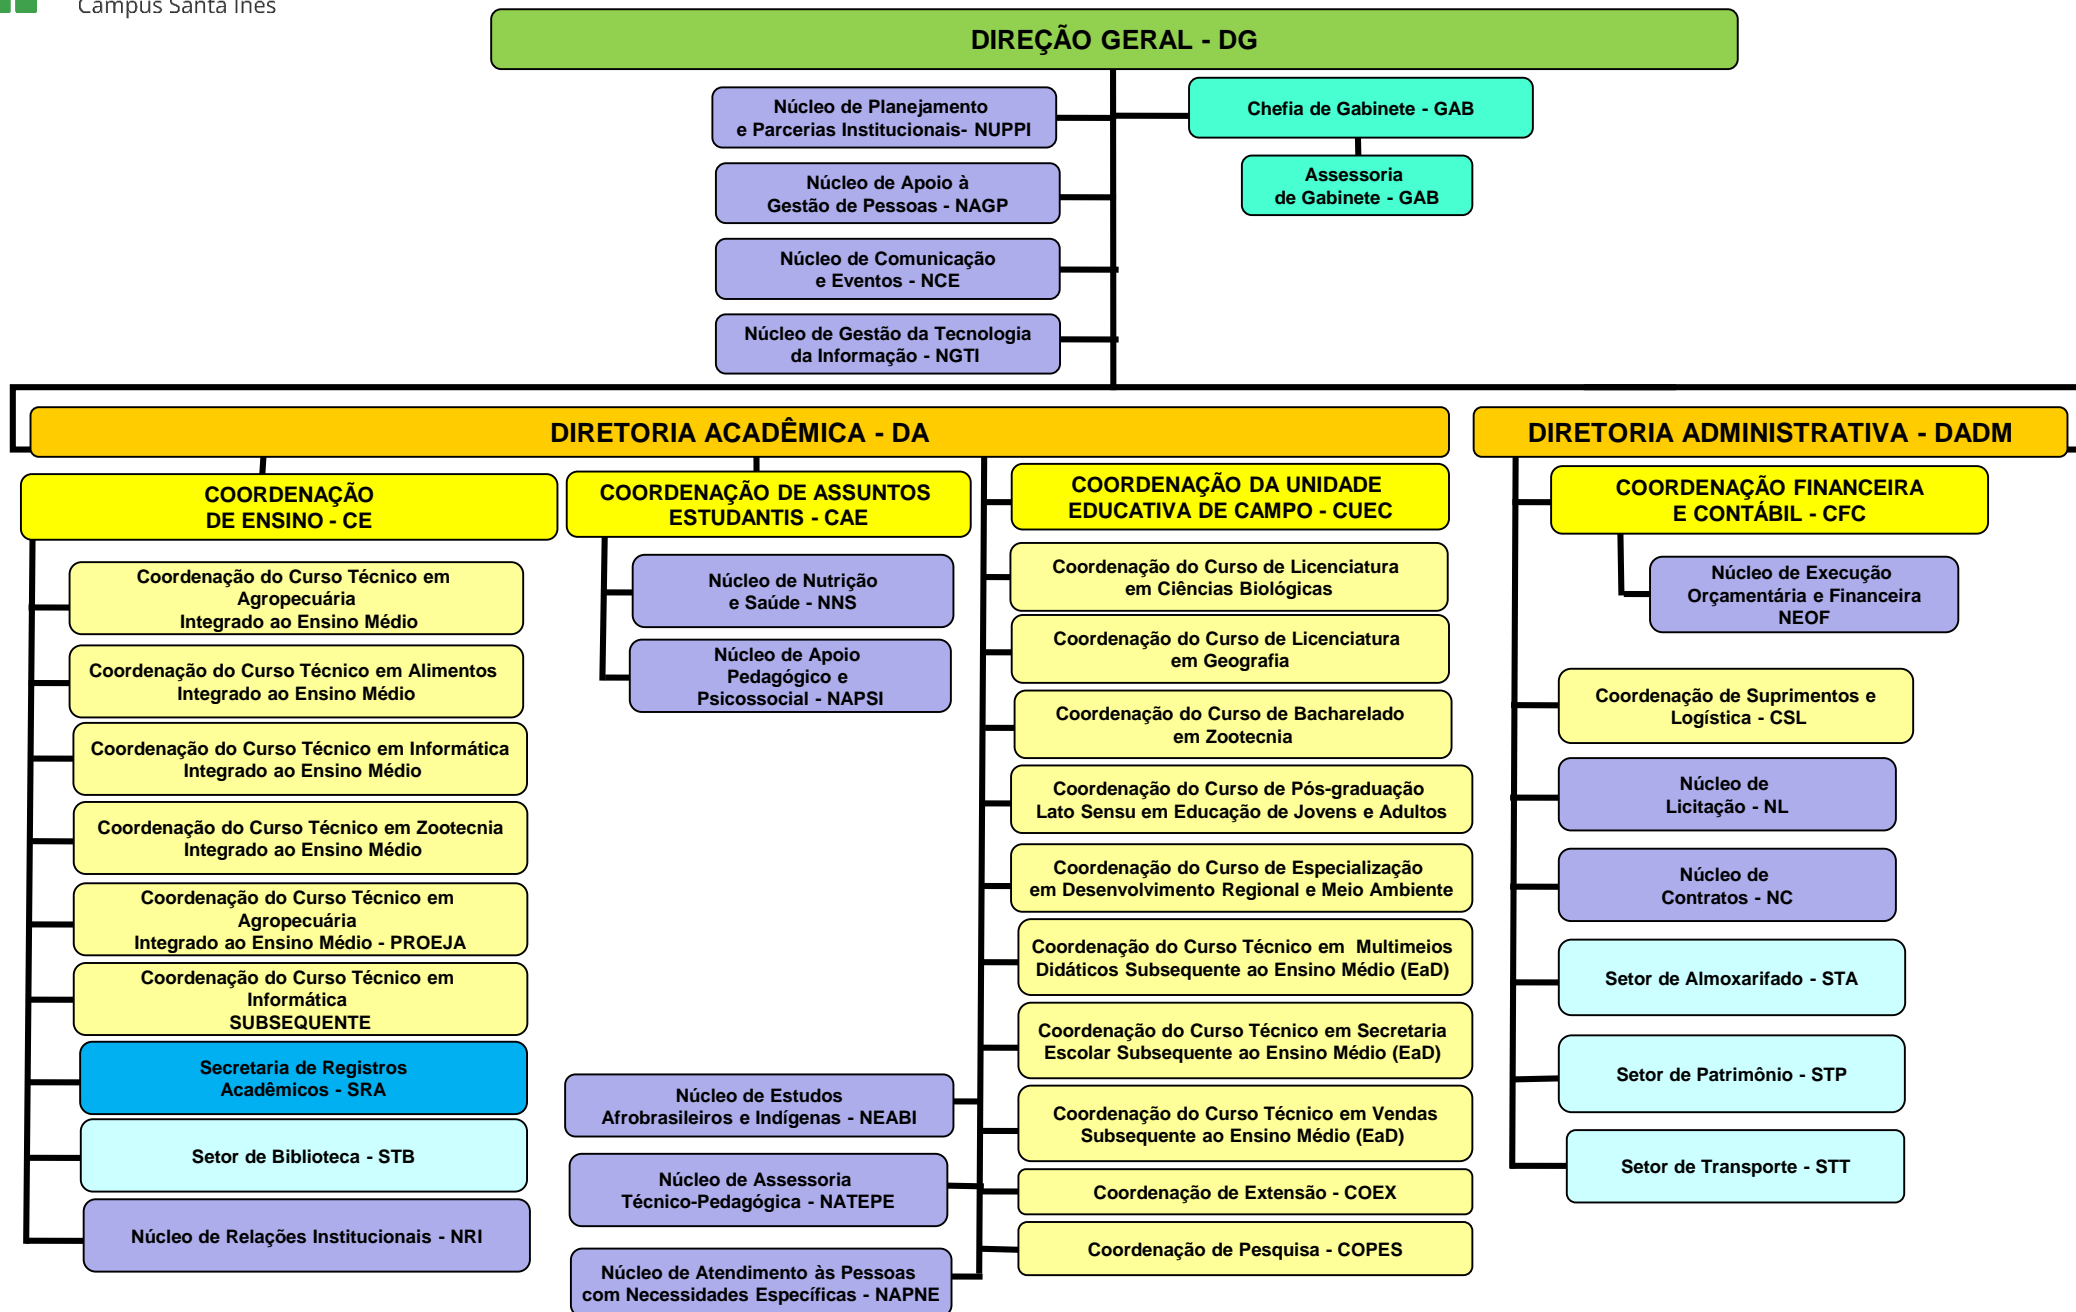 Campus Santa Inês
DIREÇÃO GERAL - DG
Núcleo de Planejamento
e Parcerias Institucionais- NUPPI
Chefia de Gabinete - GAB
Núcleo de Apoio à
Gestão de Pessoas - NAGP
Assessoria
de Gabinete - GAB
Núcleo de Comunicação
e Eventos - NCE
Núcleo de Gestão da Tecnologia
da Informação - NGTI
DIRETORIA ACADÊMICA - DA
COORDENAÇÃO
DE ENSINO - CE
Coordenação do Curso Técnico em
Agropecuária
Integrado ao Ensino Médio
Coordenação do Curso Técnico em Alimentos
Integrado ao Ensino Médio
Coordenação do Curso Técnico em Informática
Integrado ao Ensino Médio
Coordenação do Curso Técnico em Zootecnia
Integrado ao Ensino Médio
Coordenação do Curso Técnico em
Agropecuária
Integrado ao Ensino Médio - PROEJA
Coordenação do Curso Técnico em
Informática
SUBSEQUENTE
Secretaria de Registros
Acadêmicos - SRA
Setor de Biblioteca - STB
Núcleo de Relações Institucionais - NRI
COORDENAÇÃO DE ASSUNTOS
ESTUDANTIS - CAE
Núcleo de Nutrição
e Saúde - NNS
Núcleo de Apoio
Pedagógico e
Psicossocial - NAPSI
Núcleo de Estudos
Afrobrasileiros e Indígenas - NEABI
Núcleo de Assessoria
Técnico-Pedagógica - NATEPE
Núcleo de Atendimento às Pessoas
com Necessidades Específicas - NAPNE
COORDENAÇÃO DA UNIDADE
EDUCATIVA DE CAMPO - CUEC
Coordenação do Curso de Licenciatura
em Ciências Biológicas
Coordenação do Curso de Licenciatura
em Geografia
Coordenação do Curso de Bacharelado
em Zootecnia
Coordenação do Curso de Pós-graduação
Lato Sensu em Educação de Jovens e Adultos
Coordenação do Curso de Especialização
em Desenvolvimento Regional e Meio Ambiente
Coordenação do Curso Técnico em Multimeios
Didáticos Subsequente ao Ensino Médio (EaD)
Coordenação do Curso Técnico em Secretaria
Escolar Subsequente ao Ensino Médio (EaD)
Coordenação do Curso Técnico em Vendas
Subsequente ao Ensino Médio (EaD)
Coordenação de Extensão - COEX
Coordenação de Pesquisa - COPES
DIRETORIA ADMINISTRATIVA - DADM
COORDENAÇÃO FINANCEIRA
E CONTÁBIL - CFC
Núcleo de Execução
Orçamentária e Financeira
NEOF
Coordenação de Suprimentos e
Logística - CSL
Núcleo de
Licitação - NL
Núcleo de
Contratos - NC
Setor de Almoxarifado - STA
Setor de Patrimônio - STP
Setor de Transporte - STT